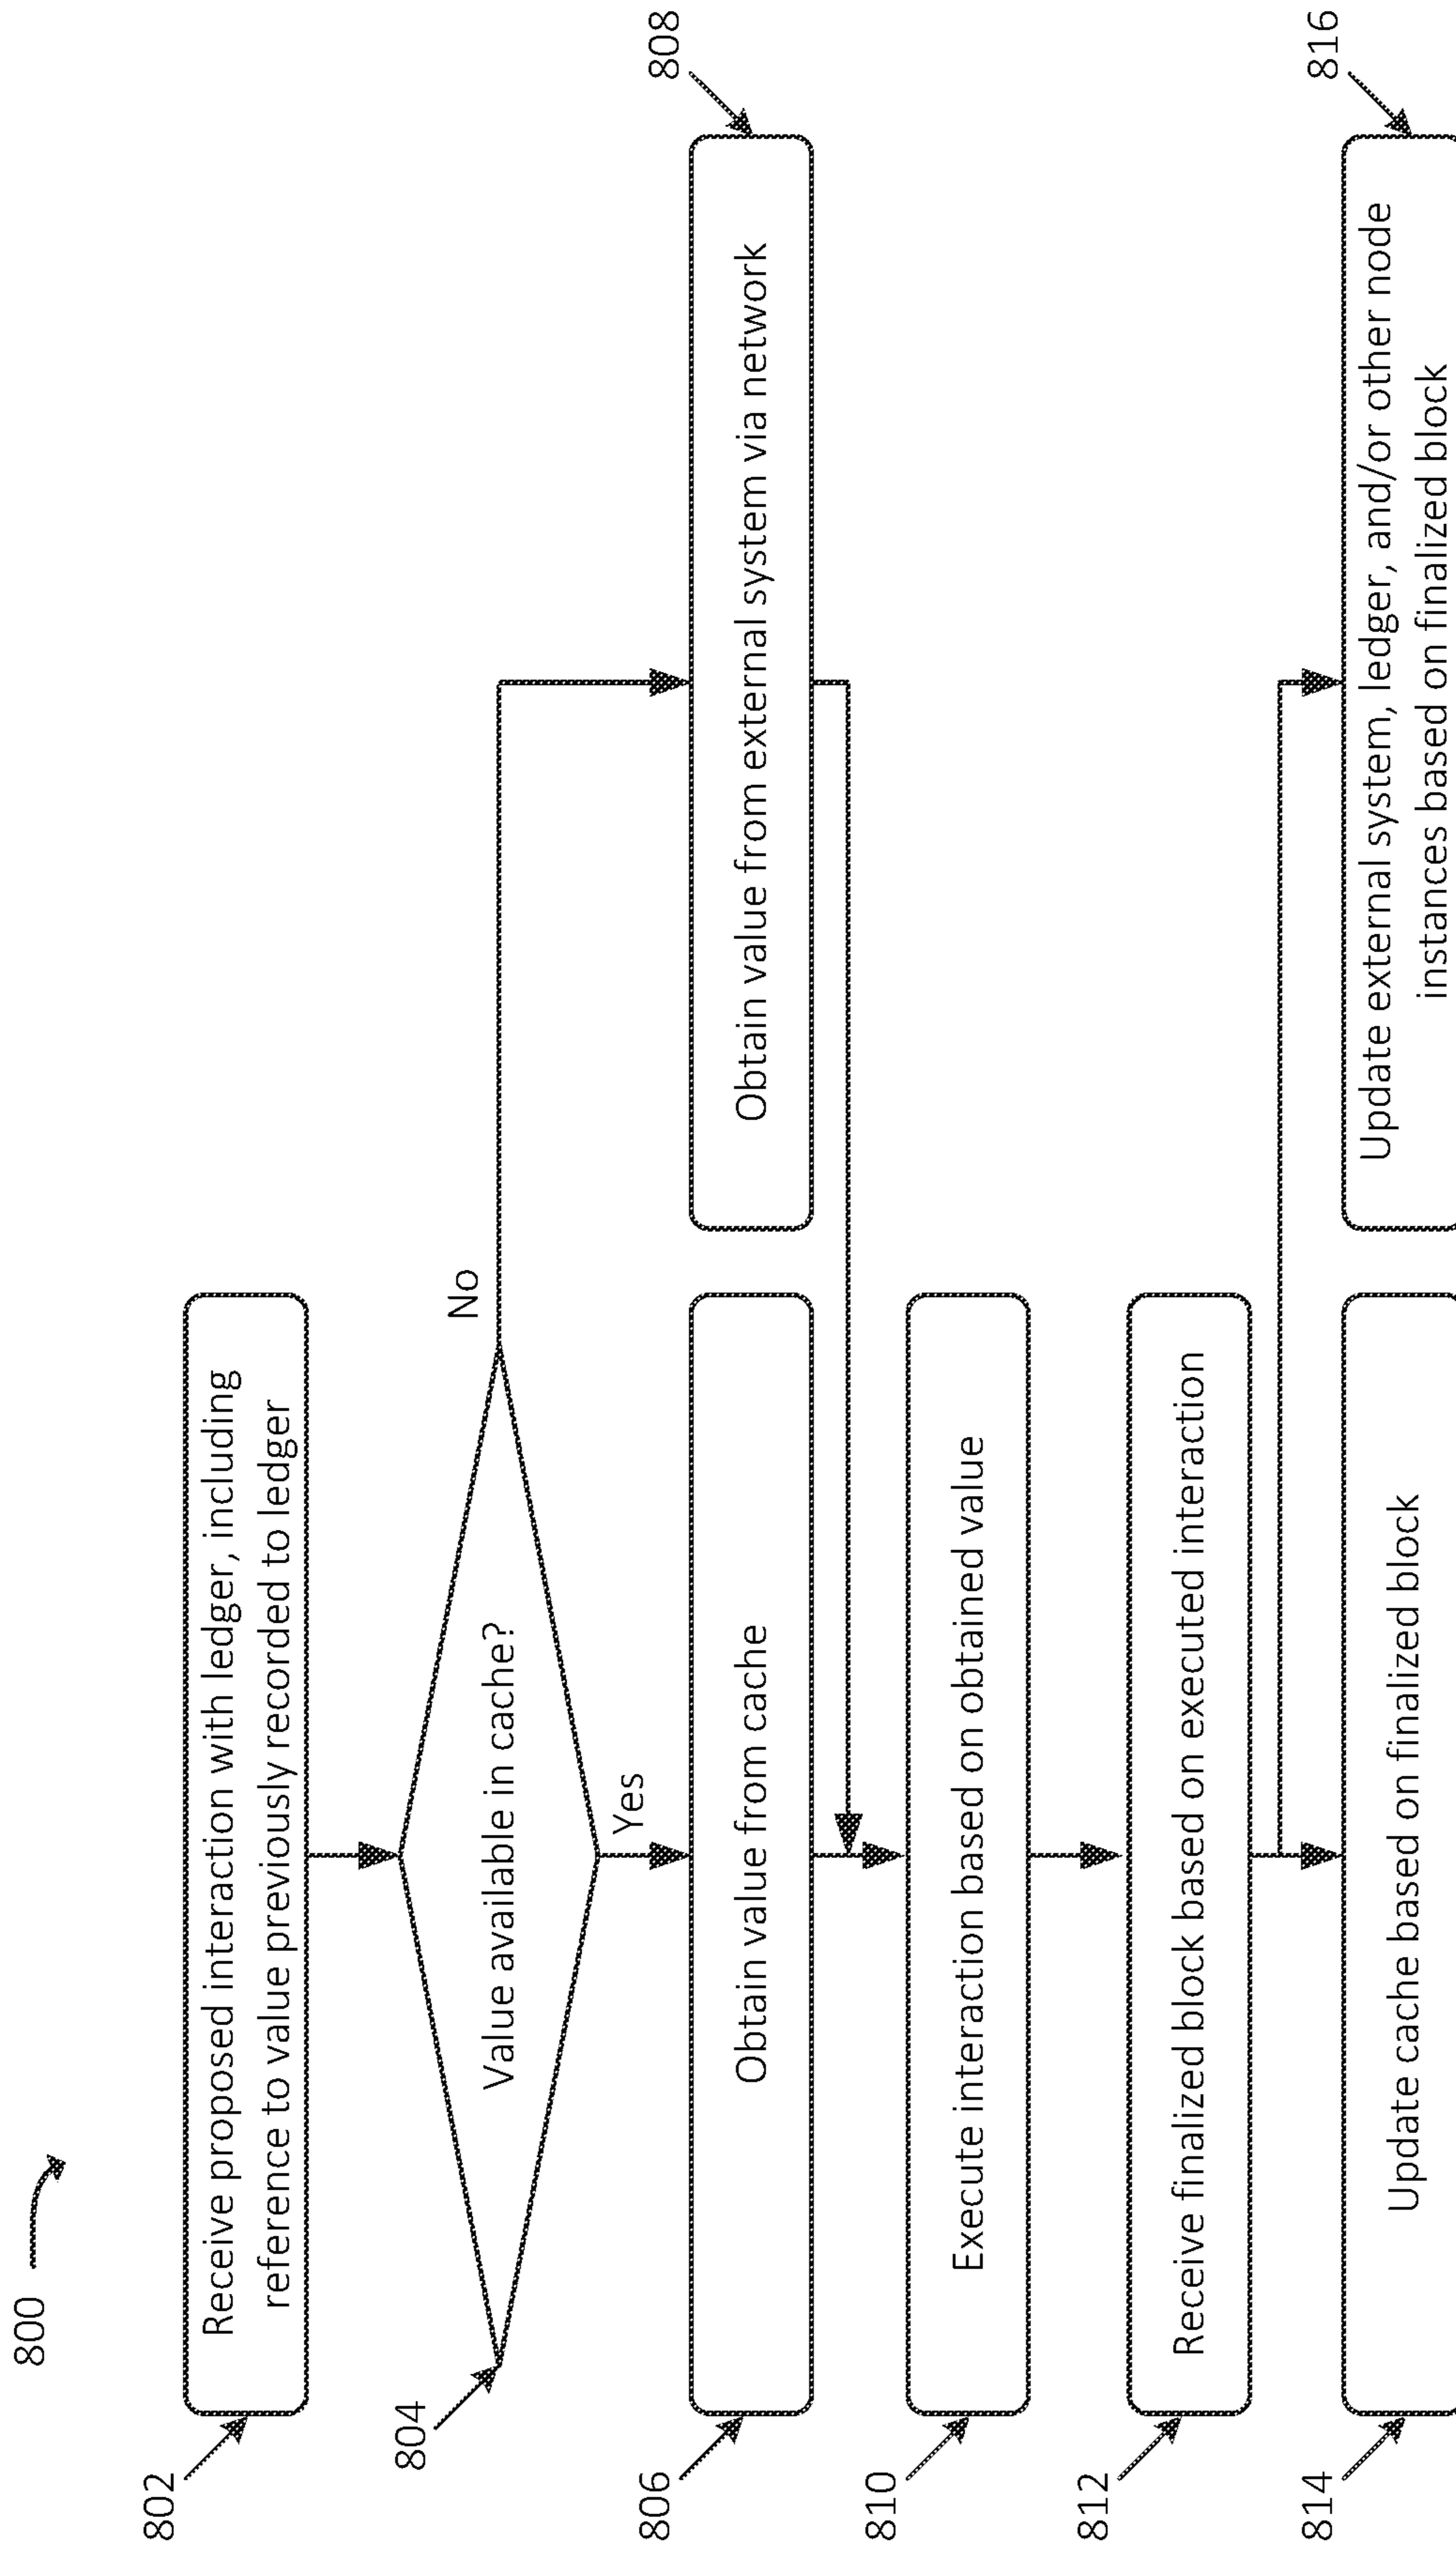 800
802
Receive proposed interaction with ledger, including
reference to value previously recorded to ledger
804
Value available in cache?
No
Yes
806
Obtain value from cache
808
Obtain value from external system via network
810
Execute interaction based on obtained value
812
Receive finalized block based on executed interaction
814
Update cache based on finalized block
816
Update external system, ledger, and/or other node
instances based on finalized block